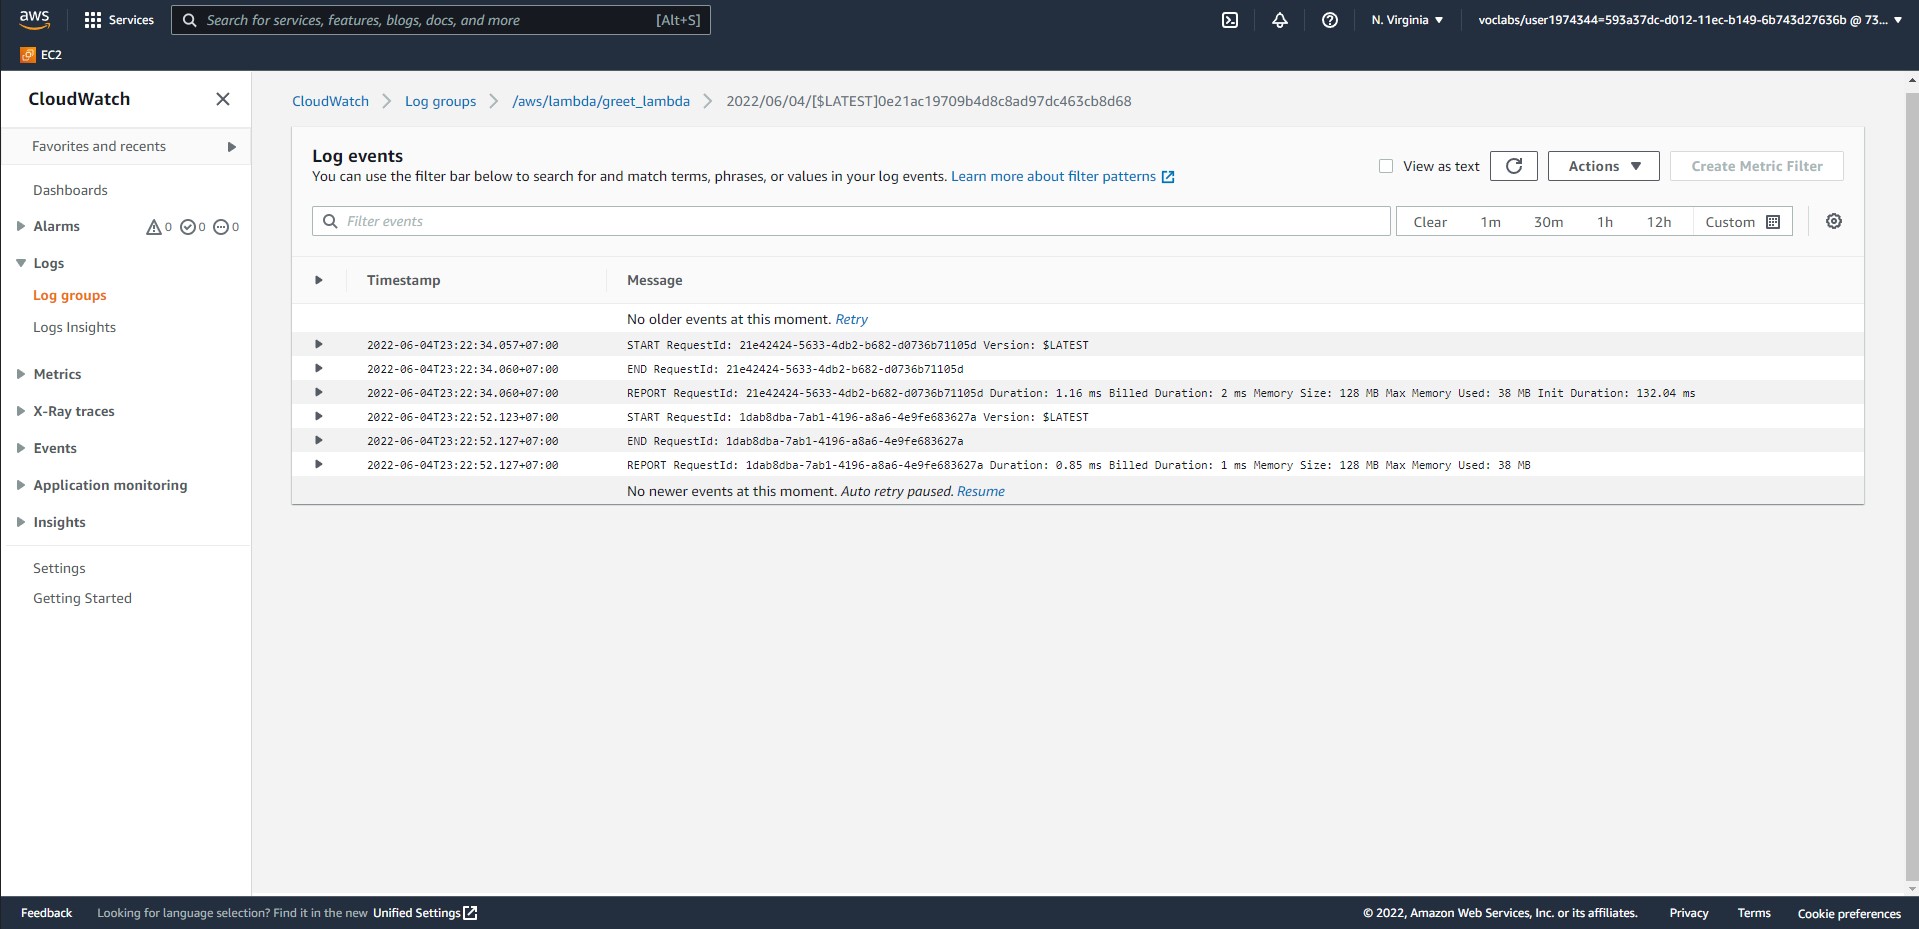 aws
Services
Search for services, features, blogs, docs, and more
[Alt+S]
N. Virginia
voclabs/user1974344=593a37dc-d012-11ec-b149-6b743d27636b @ 73...
EC2
CloudWatch
Favorites and recents
Dashboards
Alarms 0 0 0
Logs
Log groups
Logs Insights
Metrics
X-Ray traces
Events
Application monitoring
Insights
Settings
Getting Started
CloudWatch Log groups /aws/lambda/greet_lambda 2022/06/04/[$LATEST]0e21ac19709b4d8c8ad97dc463cb8d68
Log events
You can use the filter bar below to search for and match terms, phrases, or values in your log events. Learn more about filter patterns
View as text
Actions
Create Metric Filter
Filter events
Clear 1m 30m 1h 12h Custom
Timestamp Message
No older events at this moment. Retry
2022-06-04T23:22:34.057+07:00 START RequestId: 21e42424-5633-4db2-b682-d0736b71105d Version: $LATEST
2022-06-04T23:22:34.060+07:00 END RequestId: 21e42424-5633-4db2-b682-d0736b71105d
2022-06-04T23:22:34.060+07:00 REPORT RequestId: 21e42424-5633-4db2-b682-d0736b71105d Duration: 1.16 ms Billed Duration: 2 ms Memory Size: 128 MB Max Memory Used: 38 MB Init Duration: 132.04 ms
2022-06-04T23:22:52.123+07:00 START RequestId: 1dab8dba-7ab1-4196-a8a6-4e9fe683627a Version: $LATEST
2022-06-04T23:22:52.127+07:00 END RequestId: 1dab8dba-7ab1-4196-a8a6-4e9fe683627a
2022-06-04T23:22:52.127+07:00 REPORT RequestId: 1dab8dba-7ab1-4196-a8a6-4e9fe683627a Duration: 0.85 ms Billed Duration: 1 ms Memory Size: 128 MB Max Memory Used: 38 MB
No newer events at this moment. Auto retry paused. Resume
Feedback Looking for language selection? Find it in the new Unified Settings
© 2022, Amazon Web Services, Inc. or its affiliates. Privacy Terms Cookie preferences